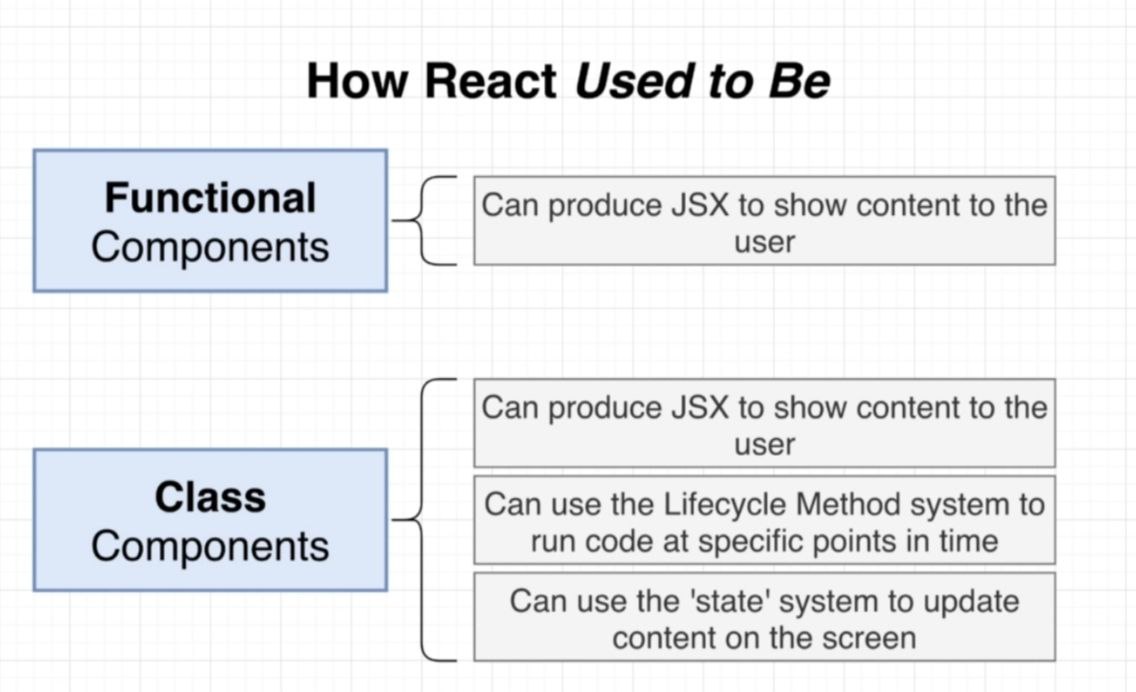 How React Used to Be
Functional
Components
Can produce JSX to show content to the
user
Class
Components
Can produce JSX to show content to the
user
Can use the Lifecycle Method system to
run code at specific points in time
Can use the 'state' system to update
content on the screen